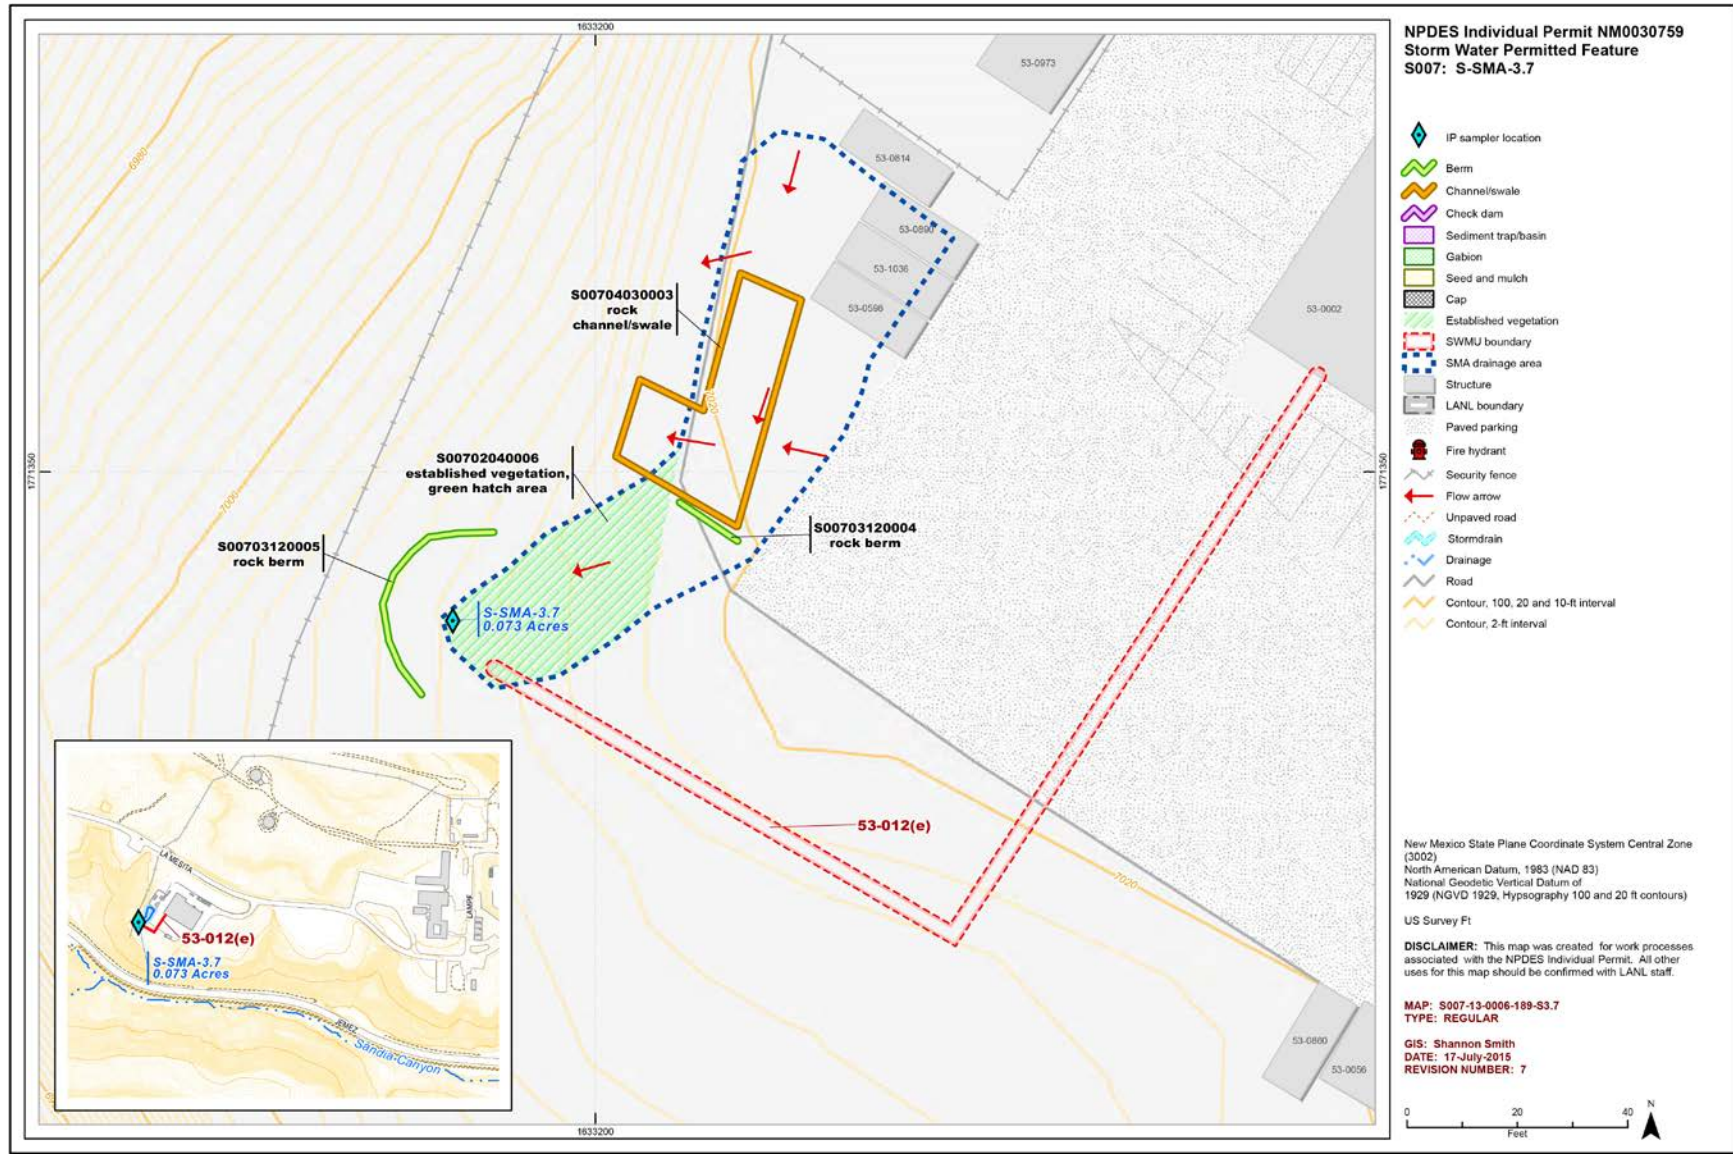 NPDES Individual Permit NM0030759
Storm Water Permitted Feature
S007: S-SMA-3.7
IP sampler location
Berm
Channel/swale
Check dam
Sediment trap/basin
Gabion
Seed and mulch
Cap
Established vegetation
SWMU boundary
SMA drainage area
Structure
LANL boundary
Paved parking
Fire hydrant
Security fence
Flow arrow
Unpaved road
Stormdrain
Drainage
Road
Contour, 100, 20 and 10-ft interval
Contour, 2-ft interval
New Mexico State Plane Coordinate System Central Zone
(3002)
North American Datum, 1983 (NAD 83)
National Geodetic Vertical Datum of
1929 (NGVD 1929, Hypsography 100 and 20 ft contours)
US Survey Ft
DISCLAIMER: This map was created for work processes
associated with the NPDES Individual Permit. All other
uses for this map should be confirmed with LANL staff.
MAP: S007-13-0006-189-S3.7
TYPE: REGULAR
GIS: Shannon Smith
DATE: 17-July-2015
REVISION NUMBER: 7
0 20 40
Feet
N
1633200
6980
53-0973
53-0814
53-0890
53-1036
53-0596
53-0002
S00704030003
rock
channel/swale
7020
S00702040006
established vegetation,
green hatch area
1771350
1771350
7000
S00703120004
rock berm
S00703120005
rock berm
S-SMA-3.7
0.073 Acres
53-012(e)
7020
53-0880
53-0056
LA MESITA
LAMPF
53-012(e)
S-SMA-3.7
0.073 Acres
JEMEZ
Sandia-Canyon
1633200